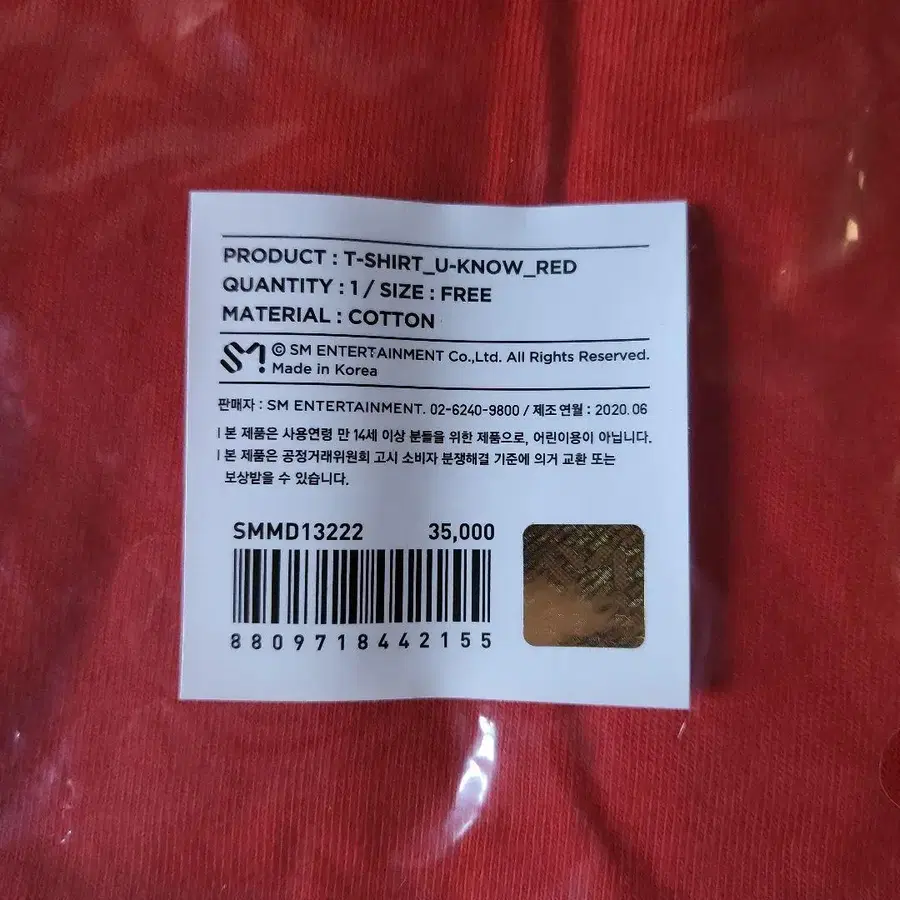 PRODUCT : T-SHIRT_U-KNOW_RED
QUANTITY : 1 / SIZE : FREE
MATERIAL : COTTON
SM
© SM ENTERTAINMENT Co.,Ltd. All Rights Reserved.
Made in Korea
판매자 : SM ENTERTAINMENT. 02-6240-9800 / 제조연월 : 2020.06
| 본 제품은 사용연령 만 14세 이상 분들을 위한 제품으로, 어린이용이 아닙니다.
| 본 제품은 공정거래위원회 고시 소비자 분쟁해결 기준에 의거 교환 또는
보상받을 수 있습니다.
SMMD13222 35,000
8809718442155